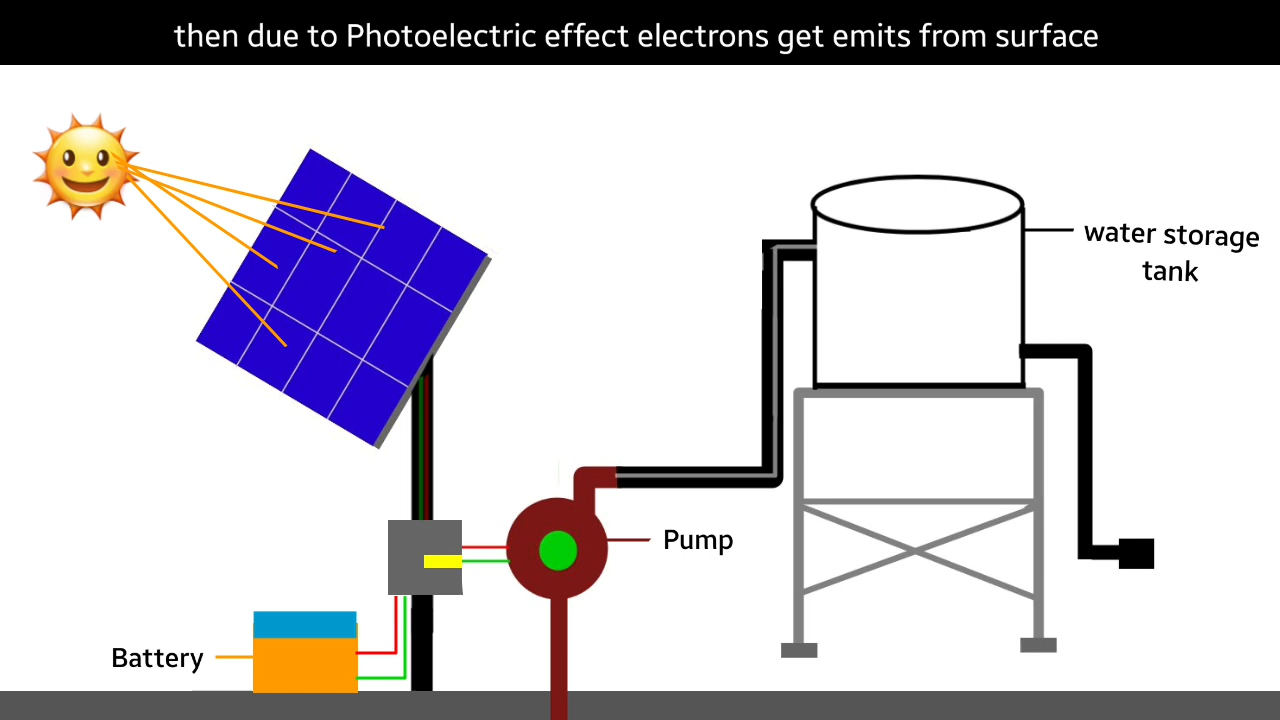 then due to Photoelectric effect electrons get emits from surface
water storage
tank
Pump
Battery